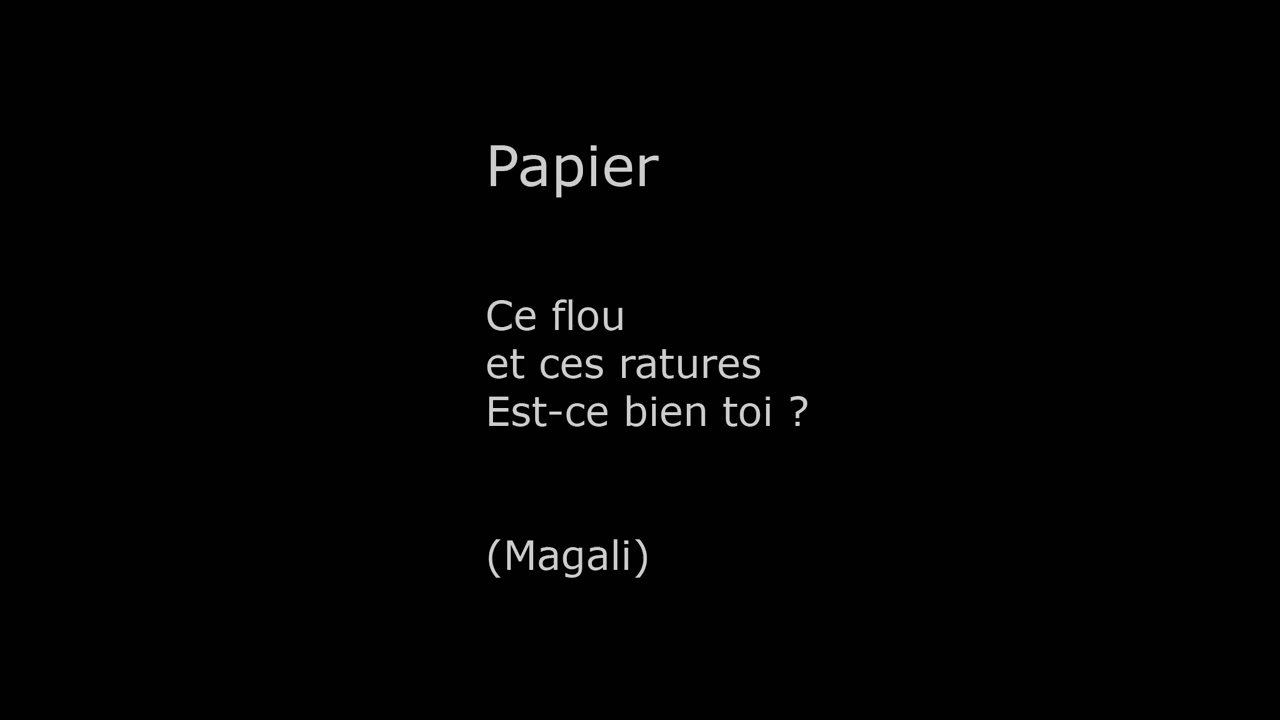 Papier
Ce flou
et ces ratures
Est-ce bien toi ?
(Magali)